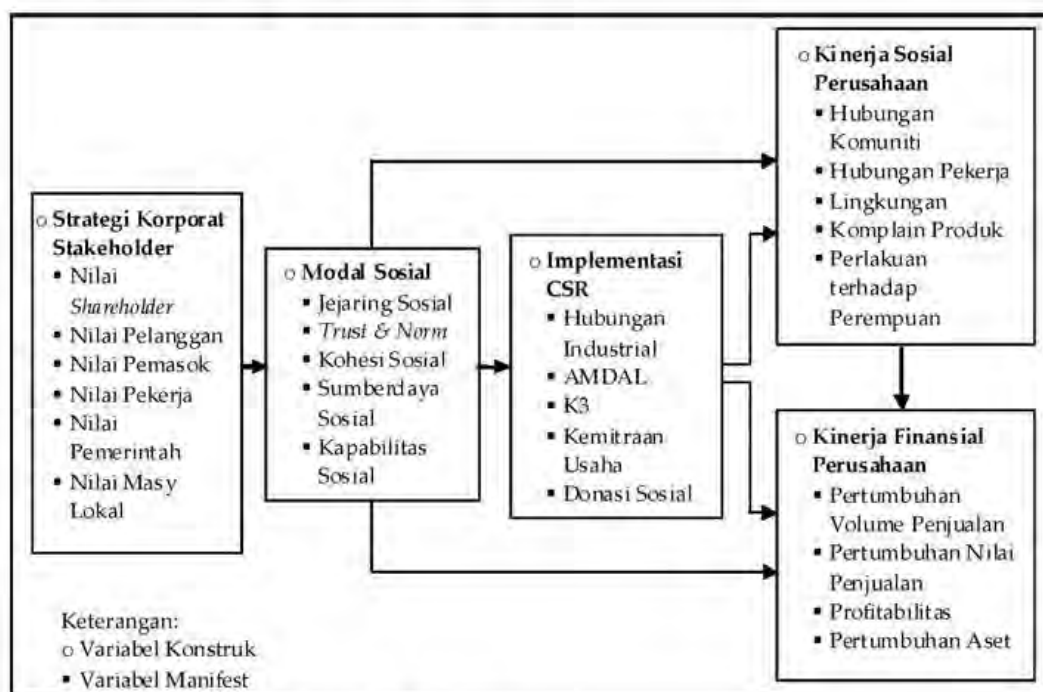 ○ Strategi Korporat
Stakeholder
▪ Nilai
Shareholder
▪ Nilai Pelanggan
▪ Nilai Pemasok
▪ Nilai Pekerja
▪ Nilai
Pemerintah
▪ Nilai Masy
Lokal
○ Modal Sosial
▪ Jejaring Sosial
▪ Trust & Norm
▪ Kohesi Sosial
▪ Sumberdaya
Sosial
▪ Kapabilitas
Sosial
○ Implementasi
CSR
▪ Hubungan
Industrial
▪ AMDAL
▪ K3
▪ Kemitraan
Usaha
▪ Donasi Sosial
○ Kinerja Sosial
Perusahaan
▪ Hubungan
Komuniti
▪ Hubungan Pekerja
▪ Lingkungan
▪ Komplain Produk
▪ Perlakuan
terhadap
Perempuan
○ Kinerja Finansial
Perusahaan
▪ Pertumbuhan
Volume Penjualan
▪ Pertumbuhan Nilai
Penjualan
▪ Profitabilitas
▪ Pertumbuhan Aset
Keterangan:
○ Variabel Konstruk
▪ Variabel Manifest